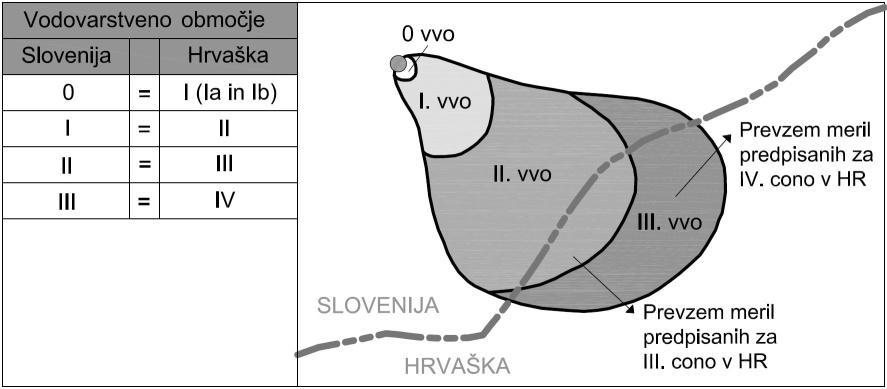 Vodovarstveno območje
Slovenija Hrvaška
0 = I (Ia in Ib)
I = II
II = III
III = IV
0 vvo
I. vvo
II. vvo
III. vvo
Prevzem meril
predpisanih za
IV. cono v HR
SLOVENIJA
HRVAŠKA
Prevzem meril
predpisanih za
III. cono v HR